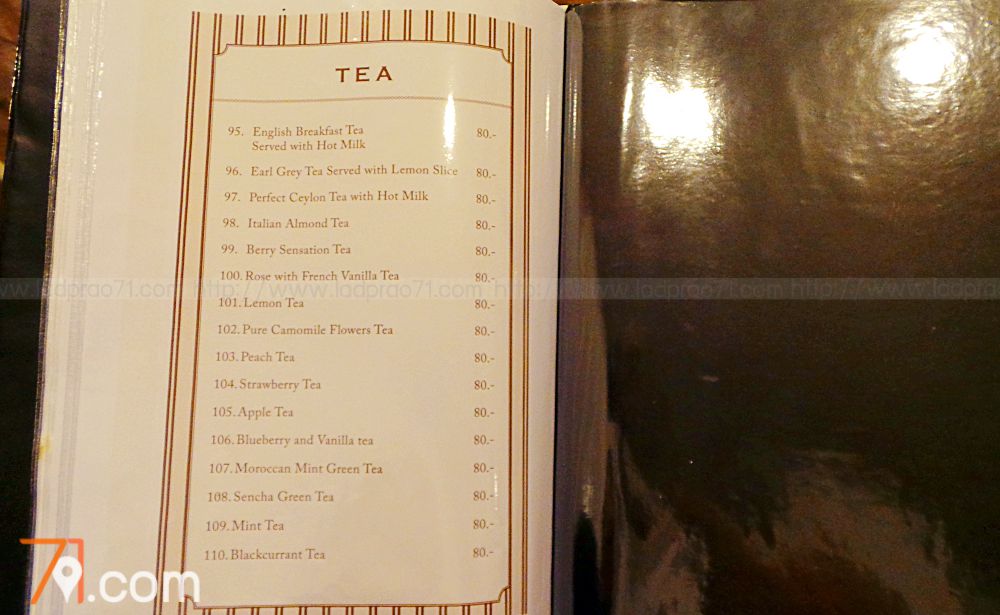 TEA
95. English Breakfast Tea 80.-
Served with Hot Milk
96. Earl Grey Tea Served with Lemon Slice 80.-
97. Perfect Ceylon Tea with Hot Milk 80.-
98. Italian Almond Tea 80.-
99. Berry Sensation Tea 80.-
100. Rose with French Vanilla Tea 80.-
http://www.ladprao71.com http://www.ladprao71.com http://www.ladprao71.com http://www
101. Lemon Tea 80.-
102. Pure Camomile Flowers Tea 80.-
103. Peach Tea 80.-
104. Strawberry Tea 80.-
105. Apple Tea 80.-
106. Blueberry and Vanilla tea 80.-
107. Moroccan Mint Green Tea 80.-
108. Sencha Green Tea 80.-
109. Mint Tea 80.-
110. Blackcurrant Tea 80.-
71.com